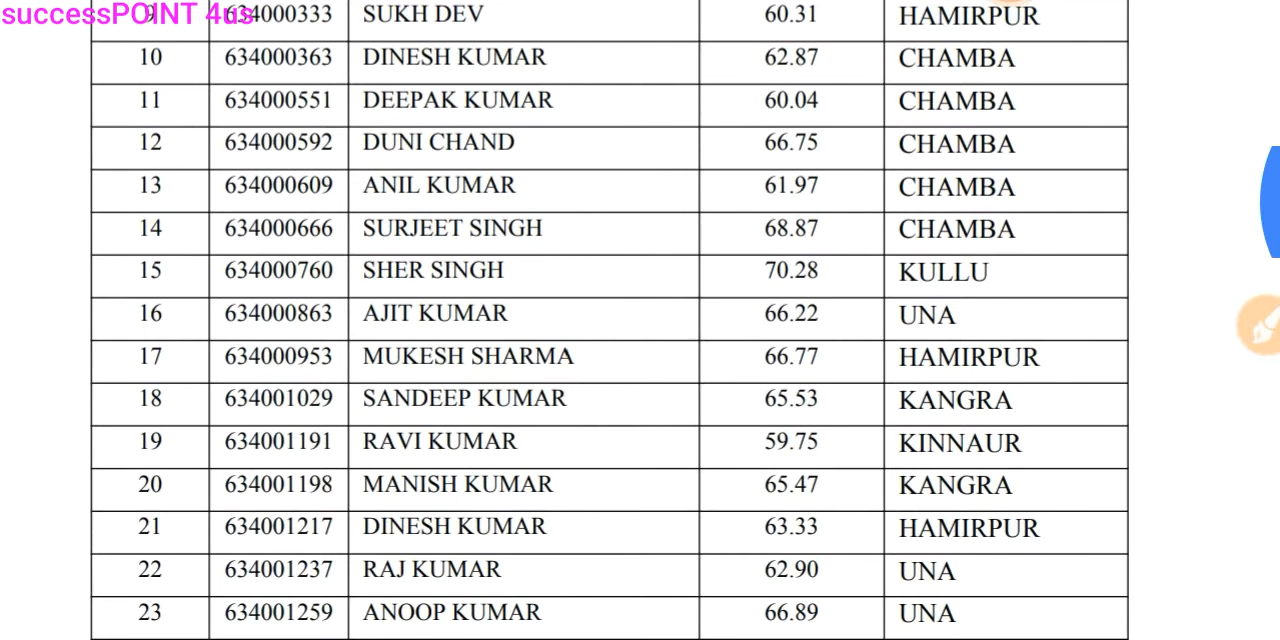 successPOINT 4us
9 634000333 SUKH DEV 60.31 HAMIRPUR
10 634000363 DINESH KUMAR 62.87 CHAMBA
11 634000551 DEEPAK KUMAR 60.04 CHAMBA
12 634000592 DUNI CHAND 66.75 CHAMBA
13 634000609 ANIL KUMAR 61.97 CHAMBA
14 634000666 SURJEET SINGH 68.87 CHAMBA
15 634000760 SHER SINGH 70.28 KULLU
16 634000863 AJIT KUMAR 66.22 UNA
17 634000953 MUKESH SHARMA 66.77 HAMIRPUR
18 634001029 SANDEEP KUMAR 65.53 KANGRA
19 634001191 RAVI KUMAR 59.75 KINNAUR
20 634001198 MANISH KUMAR 65.47 KANGRA
21 634001217 DINESH KUMAR 63.33 HAMIRPUR
22 634001237 RAJ KUMAR 62.90 UNA
23 634001259 ANOOP KUMAR 66.89 UNA